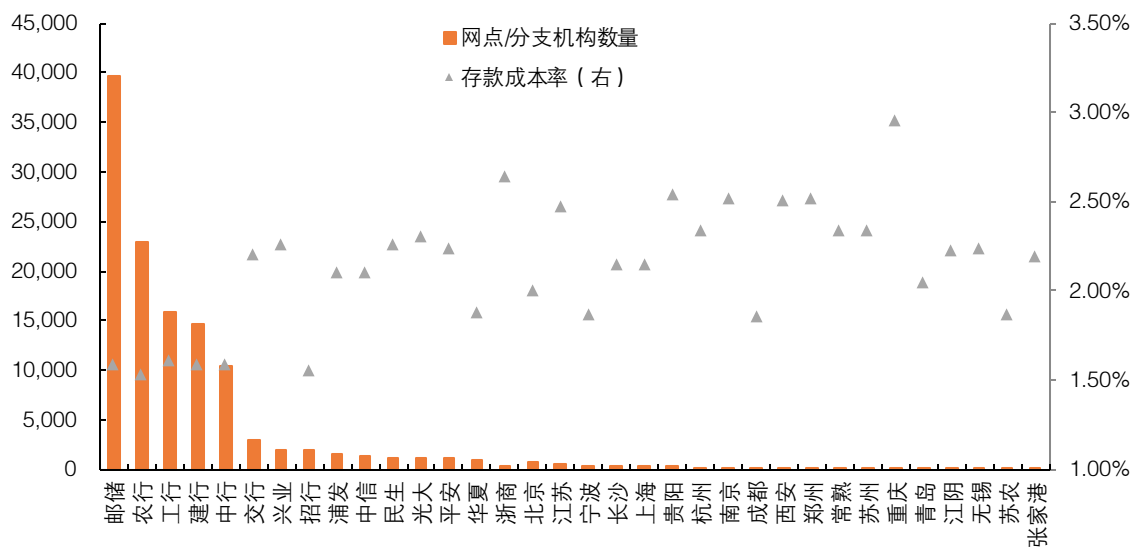 45,000
40,000
35,000
30,000
25,000
20,000
15,000
10,000
5,000
0
网点/分支机构数量
存款成本率（右）
3.50%
3.00%
2.50%
2.00%
1.50%
1.00%
邮储
农行
工行
建行
中行
交行
兴业
招行
浦发
中信
民生
光大
平安
华夏
浙商
北京
江苏
宁波
长沙
上海
贵阳
杭州
南京
成都
西安
郑州
常熟
苏州
重庆
青岛
江阴
无锡
苏农
张家港